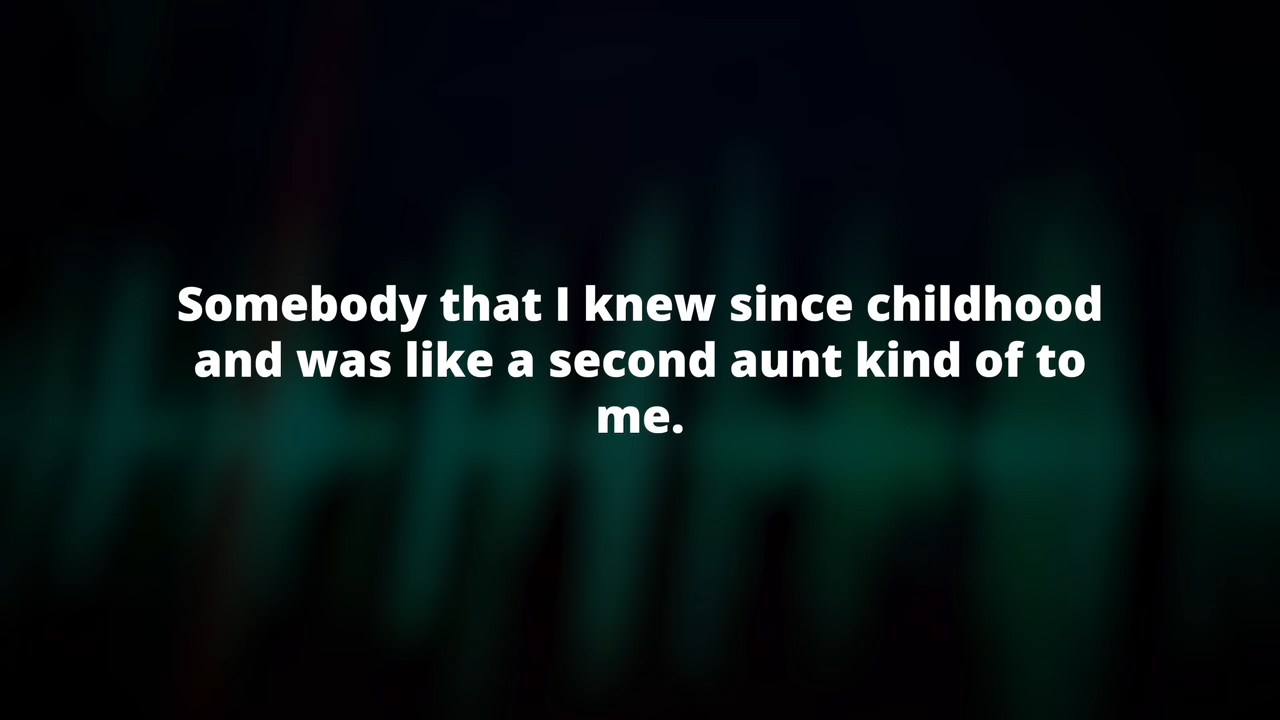 Somebody that I knew since childhood
and was like a second aunt kind of to
me.